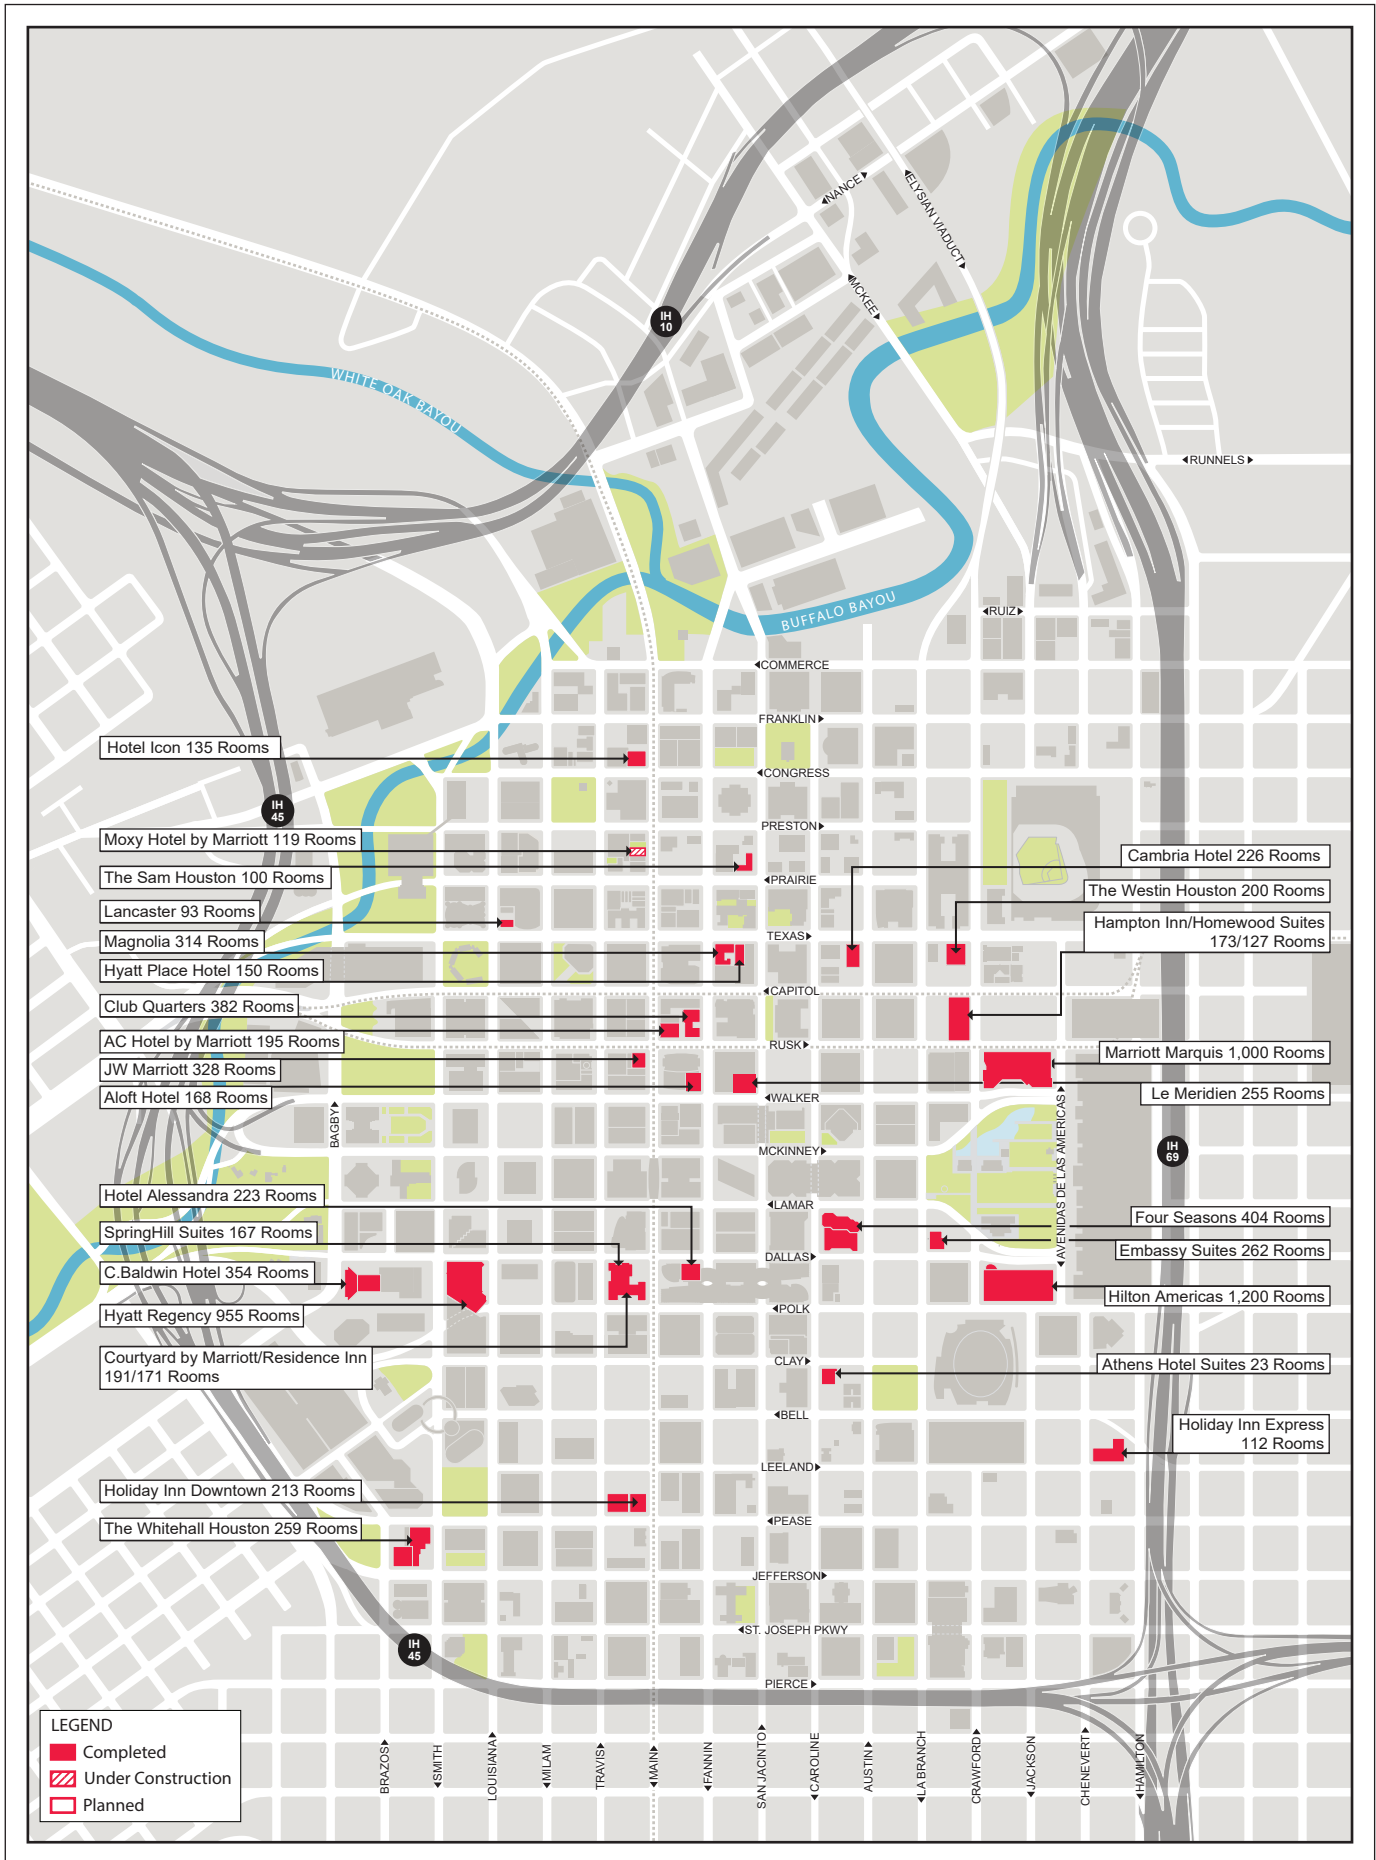 NANCE
ELYSIAN VIADUCT
MCKEE
IH
10
WHITE OAK BAYOU
RUNNELS
BUFFALO BAYOU
RUIZ
COMMERCE
FRANKLIN
Hotel Icon 135 Rooms
CONGRESS
IH
45
PRESTON
Moxy Hotel by Marriott 119 Rooms
Cambria Hotel 226 Rooms
The Sam Houston 100 Rooms
PRAIRIE
The Westin Houston 200 Rooms
Lancaster 93 Rooms
Hampton Inn/Homewood Suites
173/127 Rooms
TEXAS
Magnolia 314 Rooms
Hyatt Place Hotel 150 Rooms
CAPITOL
Club Quarters 382 Rooms
AC Hotel by Marriott 195 Rooms
RUSK
Marriott Marquis 1,000 Rooms
JW Marriott 328 Rooms
Aloft Hotel 168 Rooms
WALKER
Le Meridien 255 Rooms
BAGBY
AVENIDAS DE LAS AMERICAS
MCKINNEY
IH
69
Hotel Alessandra 223 Rooms
LAMAR
Four Seasons 404 Rooms
SpringHill Suites 167 Rooms
DALLAS
Embassy Suites 262 Rooms
C.Baldwin Hotel 354 Rooms
Hilton Americas 1,200 Rooms
Hyatt Regency 955 Rooms
POLK
Courtyard by Marriott/Residence Inn
191/171 Rooms
CLAY
Athens Hotel Suites 23 Rooms
BELL
Holiday Inn Express
112 Rooms
LEELAND
Holiday Inn Downtown 213 Rooms
PEASE
The Whitehall Houston 259 Rooms
JEFFERSON
ST. JOSEPH PKWY
IH
45
PIERCE
LEGEND
Completed
Under Construction
Planned
BRAZOS
SMITH
LOUISIANA
MILAM
TRAVIS
MAIN
FANNIN
SAN JACINTO
CAROLINE
AUSTIN
LA BRANCH
CRAWFORD
JACKSON
CHENEVERT
HAMILTON